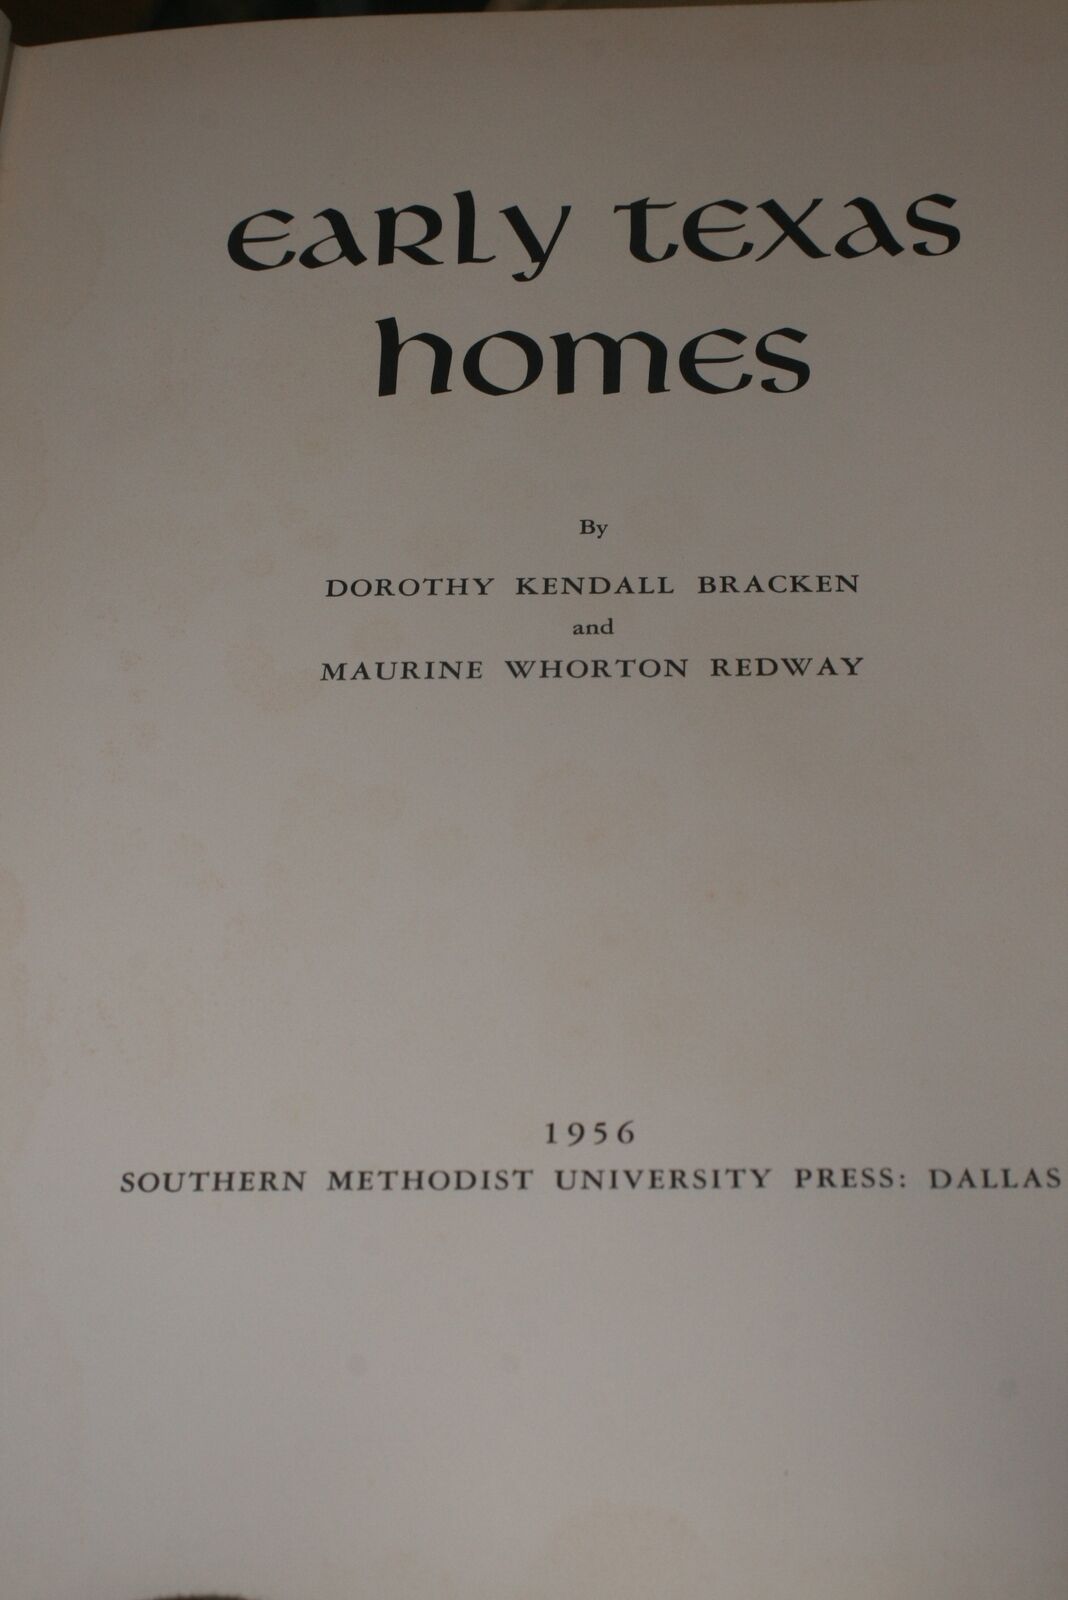 Early Texas
Homes
By
DOROTHY KENDALL BRACKEN
and
MAURINE WHORTON REDWAY
1956
SOUTHERN METHODIST UNIVERSITY PRESS: DALLAS